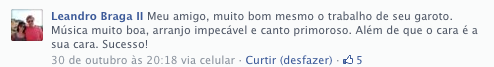 Leandro Braga II Meu amigo, muito bom mesmo o trabalho de seu garoto.
Música muito boa, arranjo impecável e canto primoroso. Além de que o cara é a
sua cara. Sucesso!
30 de outubro às 20:18 via celular · Curtir (desfazer) · 5